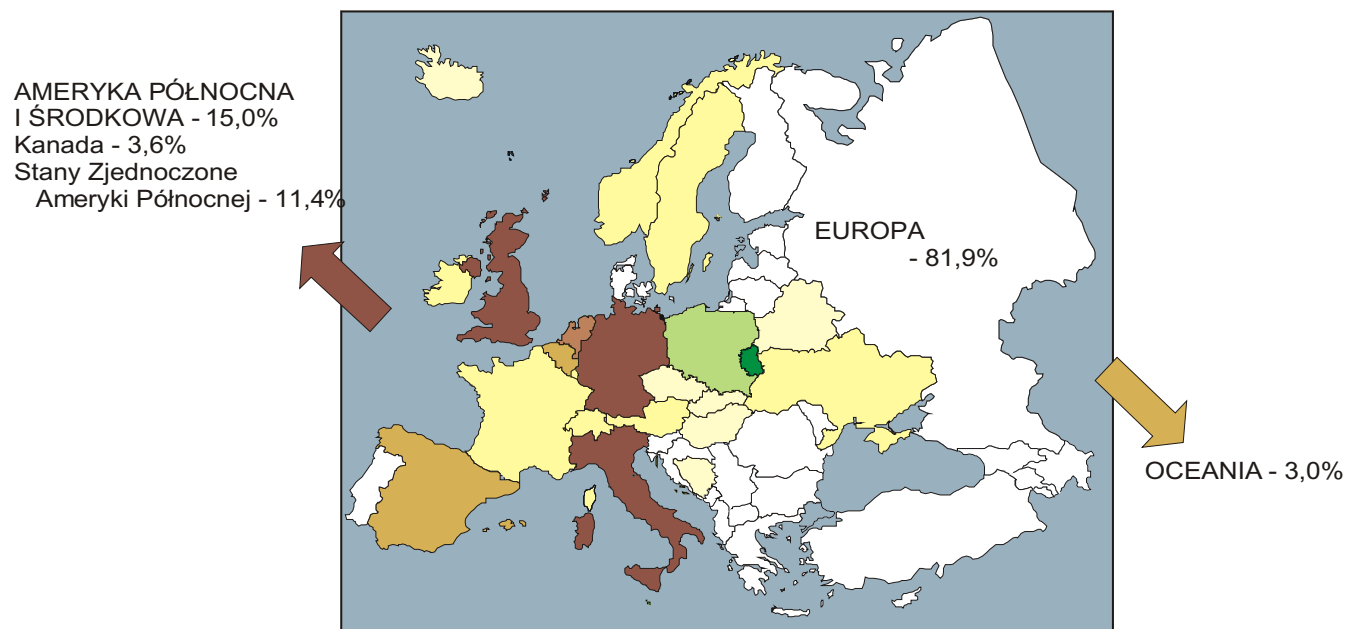 AMERYKA PÓŁNOCNA
I ŚRODKOWA - 15,0%
Kanada - 3,6%
Stany Zjednoczone
Ameryki Północnej - 11,4%
EUROPA
- 81,9%
OCEANIA - 3,0%